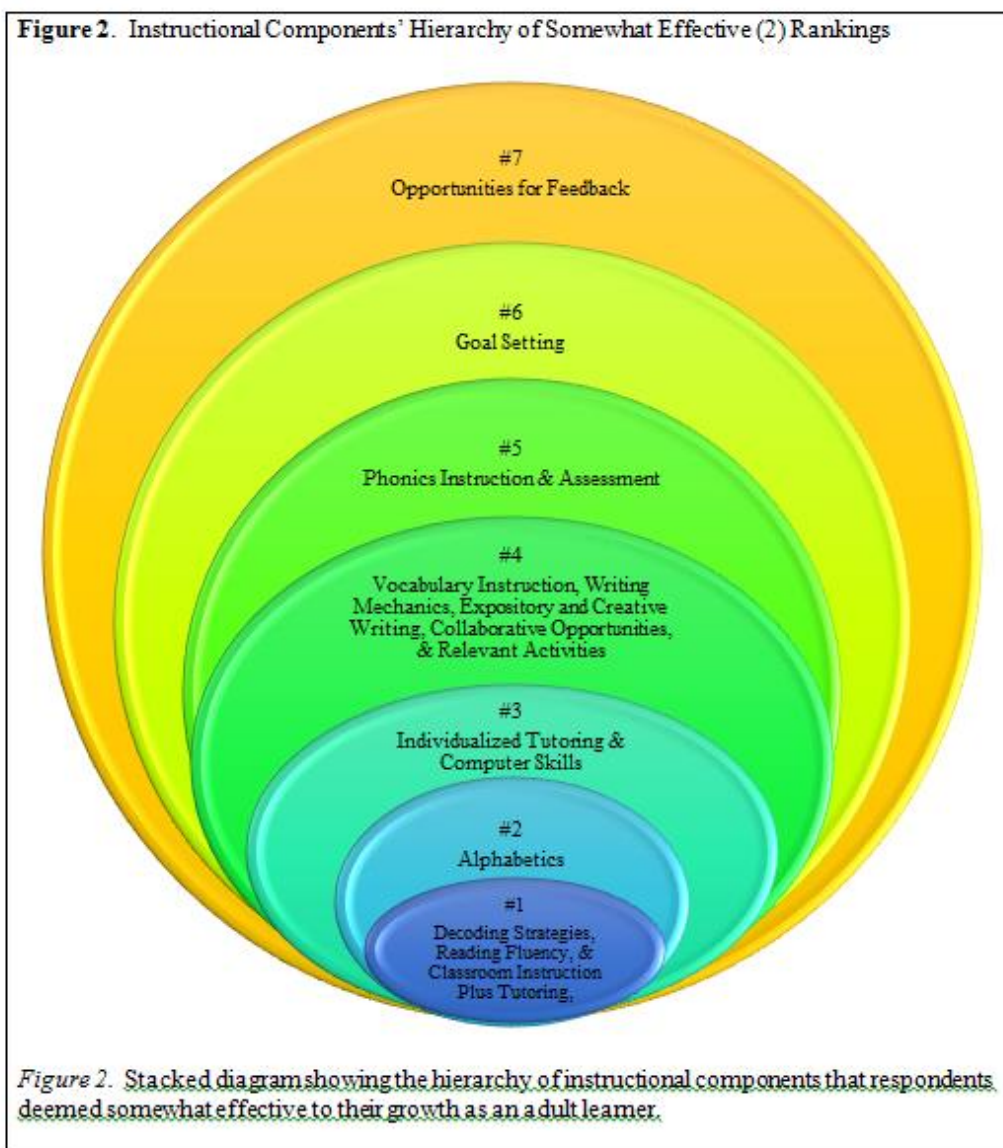 Figure 2.  Instructional Components' Hierarchy of Somewhat Effective (2) Rankings
#7
Opportunities for Feedback
#6
Goal Setting
#5
Phonics Instruction & Assessment
#4
Vocabulary Instruction, Writing
Mechanics, Expository and Creative
Writing, Collaborative Opportunities,
& Relevant Activities
#3
Individualized Tutoring &
Computer Skills
#2
Alphabetics
#1
Decoding Strategies,
Reading Fluency, &
Classroom Instruction
Plus Tutoring,
Figure 2.  Stacked diagram showing the hierarchy of instructional components that respondents
deemed somewhat effective to their growth as an adult learner.